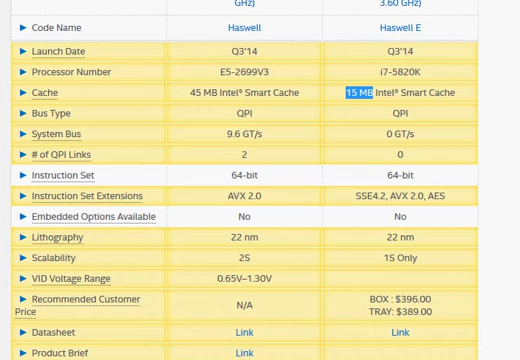 GHz) 3.60 GHz)
▶ Code Name Haswell Haswell E
▶ Launch Date Q3'14 Q3'14
▶ Processor Number E5-2699V3 i7-5820K
▶ Cache 45 MB Intel® Smart Cache 15 MB Intel® Smart Cache
▶ Bus Type QPI QPI
▶ System Bus 9.6 GT/s 0 GT/s
▶ # of QPI Links 2 0
▶ Instruction Set 64-bit 64-bit
▶ Instruction Set Extensions AVX 2.0 SSE4.2, AVX 2.0, AES
▶ Embedded Options Available No No
▶ Lithography 22 nm 22 nm
▶ Scalability 2S 1S Only
▶ VID Voltage Range 0.65V–1.30V
▶ Recommended Customer Price N/A BOX : $396.00
TRAY: $389.00
▶ Datasheet Link Link
▶ Product Brief Link